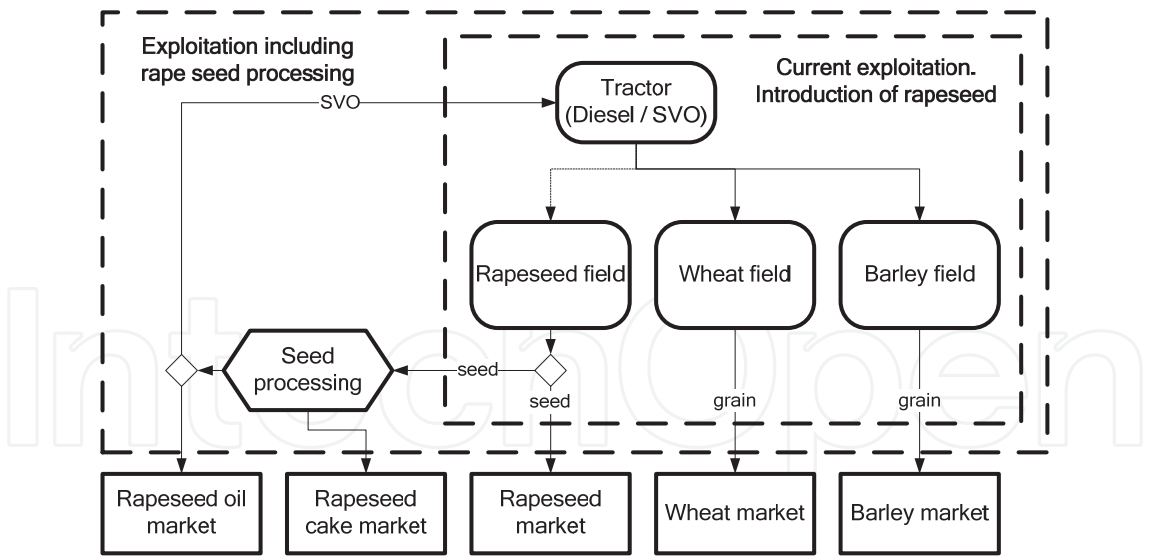 Exploitation including
rape seed processing
Current exploitation.
Introduction of rapeseed
SVO
Tractor
(Diesel / SVO)
Rapeseed field
Wheat field
Barley field
Seed
processing
seed
seed
grain
grain
Rapeseed oil
market
Rapeseed
cake market
Rapeseed
market
Wheat market
Barley market
IntechOpen